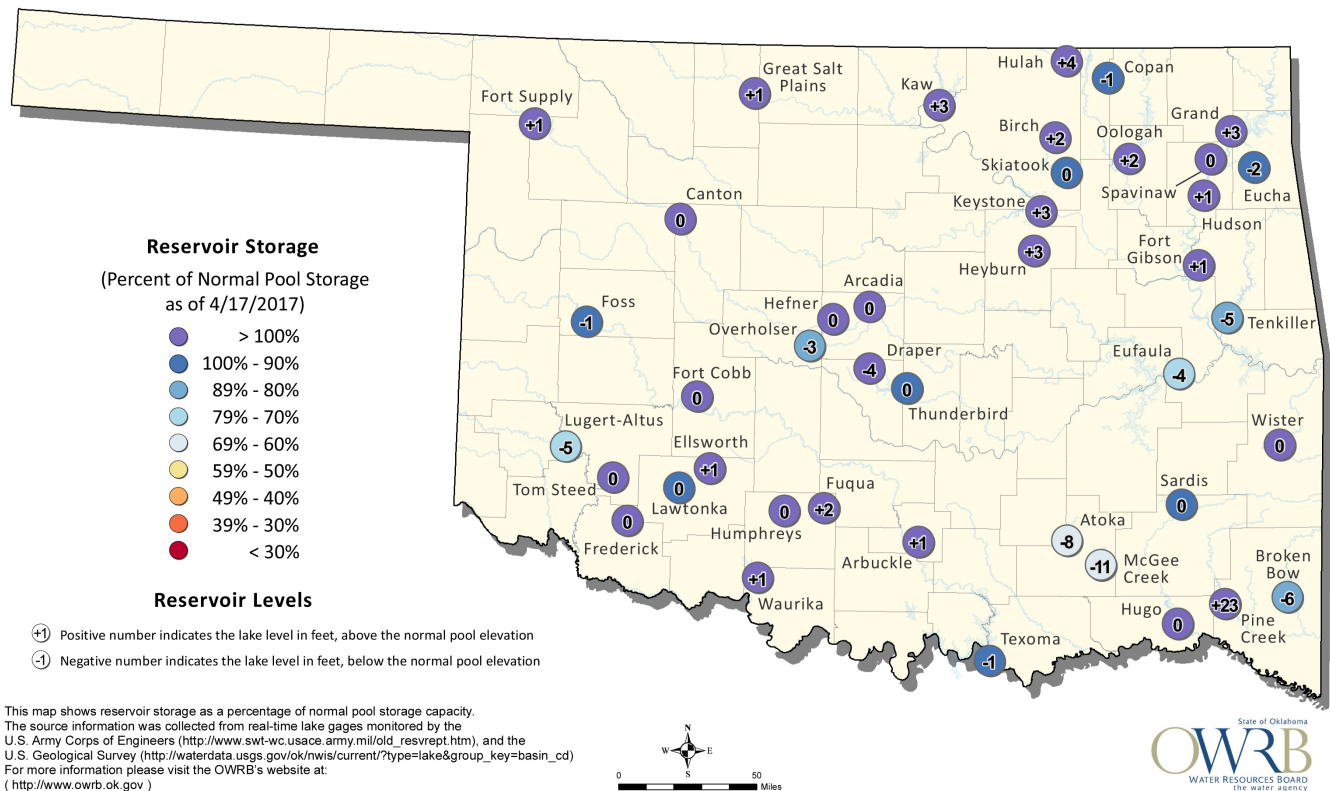 Hulah
+4
Copan
-1
Great Salt
Plains
+1
Kaw
+3
Fort Supply
+1
Grand
+3
Birch
+2
Oologah
+2
Skiatook
0
Spavinaw
0
Eucha
-2
Hudson
+1
Canton
0
Keystone
+3
Heyburn
+3
Fort
Gibson
+1
Reservoir Storage
(Percent of Normal Pool Storage
as of 4/17/2017)
> 100%
100% - 90%
89% - 80%
79% - 70%
69% - 60%
59% - 50%
49% - 40%
39% - 30%
< 30%
Foss
-1
Arcadia
0
Hefner
0
Overholser
-3
Tenkiller
-5
Draper
-4
Eufaula
-4
Thunderbird
0
Fort Cobb
0
Lugert-Altus
-5
Ellsworth
+1
Wister
0
Tom Steed
0
Lawtonka
0
Fuqua
+2
Humphreys
0
Sardis
0
Frederick
0
Arbuckle
+1
Atoka
-8
McGee
Creek
-11
Broken
Bow
-6
Waurika
+1
Hugo
0
+23
Pine
Creek
Texoma
-1
Reservoir Levels
+1 Positive number indicates the lake level in feet, above the normal pool elevation
-1 Negative number indicates the lake level in feet, below the normal pool elevation
This map shows reservoir storage as a percentage of normal pool storage capacity.
The source information was collected from real-time lake gages monitored by the
U.S. Army Corps of Engineers (http://www.swt-wc.usace.army.mil/old_resvrept.htm), and the
U.S. Geological Survey (http://waterdata.usgs.gov/ok/nwis/current/?type=lake&group_key=basin_cd)
For more information please visit the OWRB's website at:
( http://www.owrb.ok.gov )
N
W E
S
0 50
Miles
State of Oklahoma
OWRB
WATER RESOURCES BOARD
the water agency